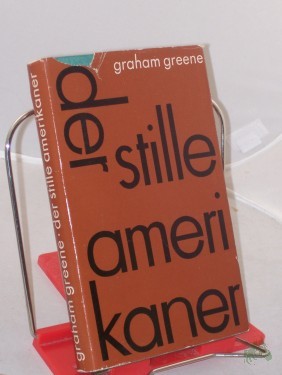 graham greene
der
stille
ameri
kaner
graham greene · der stille amerikaner